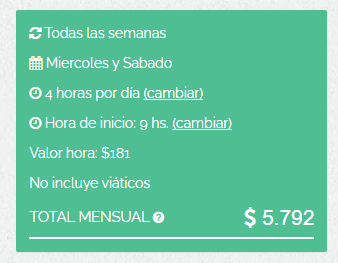 Todas las semanas
Miercoles y Sabado
4 horas por día (cambiar)
Hora de inicio: 9 hs. (cambiar)
Valor hora: $181
No incluye viáticos
TOTAL MENSUAL ? $ 5.792